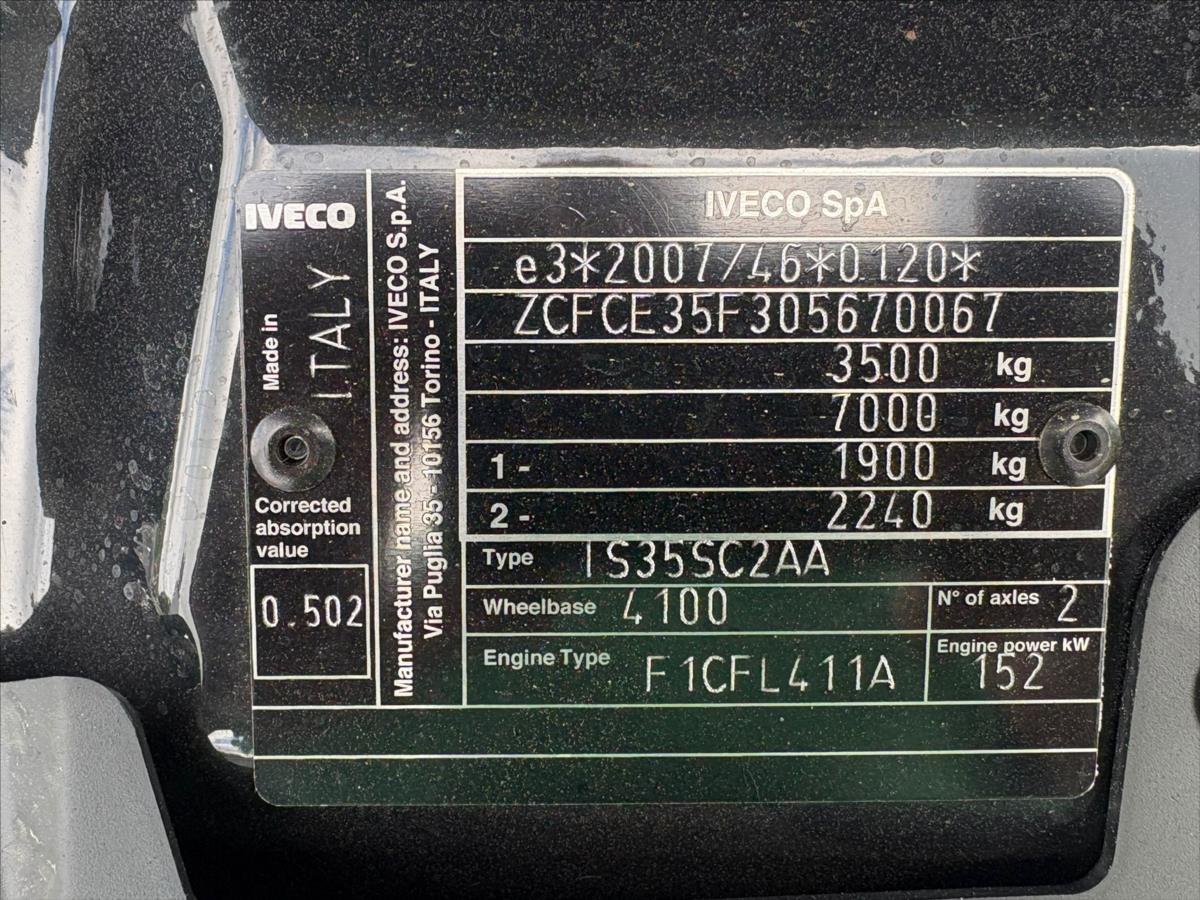 IVECO
Made in
ITALY
Corrected
absorption
value
0.502
Manufacturer name and address: IVECO S.p.A.
Via Puglia 35 - 10156 Torino - ITALY
IVECO SpA
e3*2007/46*0120*
ZCFCE35F305670067
3500 kg
7000 kg
1 - 1900 kg
2 - 2240 kg
Type IS35SC2AA
Wheelbase 4100
N° of axles 2
Engine Type F1CFL411A
Engine power kW
152